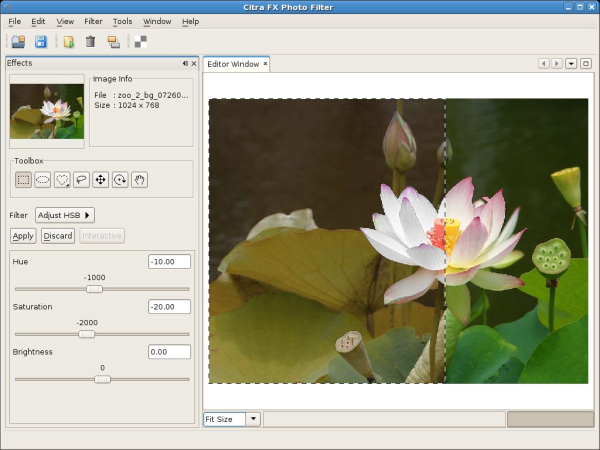 Citra FX Photo Filter
File Edit View Filter Tools Window Help
Effects
Editor Window
Image Info
File : zoo_2_bg_07260...
Size : 1024 x 768
Toolbox
Filter Adjust HSB
Apply Discard Interactive
Hue -10.00
-1000
Saturation -20.00
-2000
Brightness 0.00
0
Fit Size